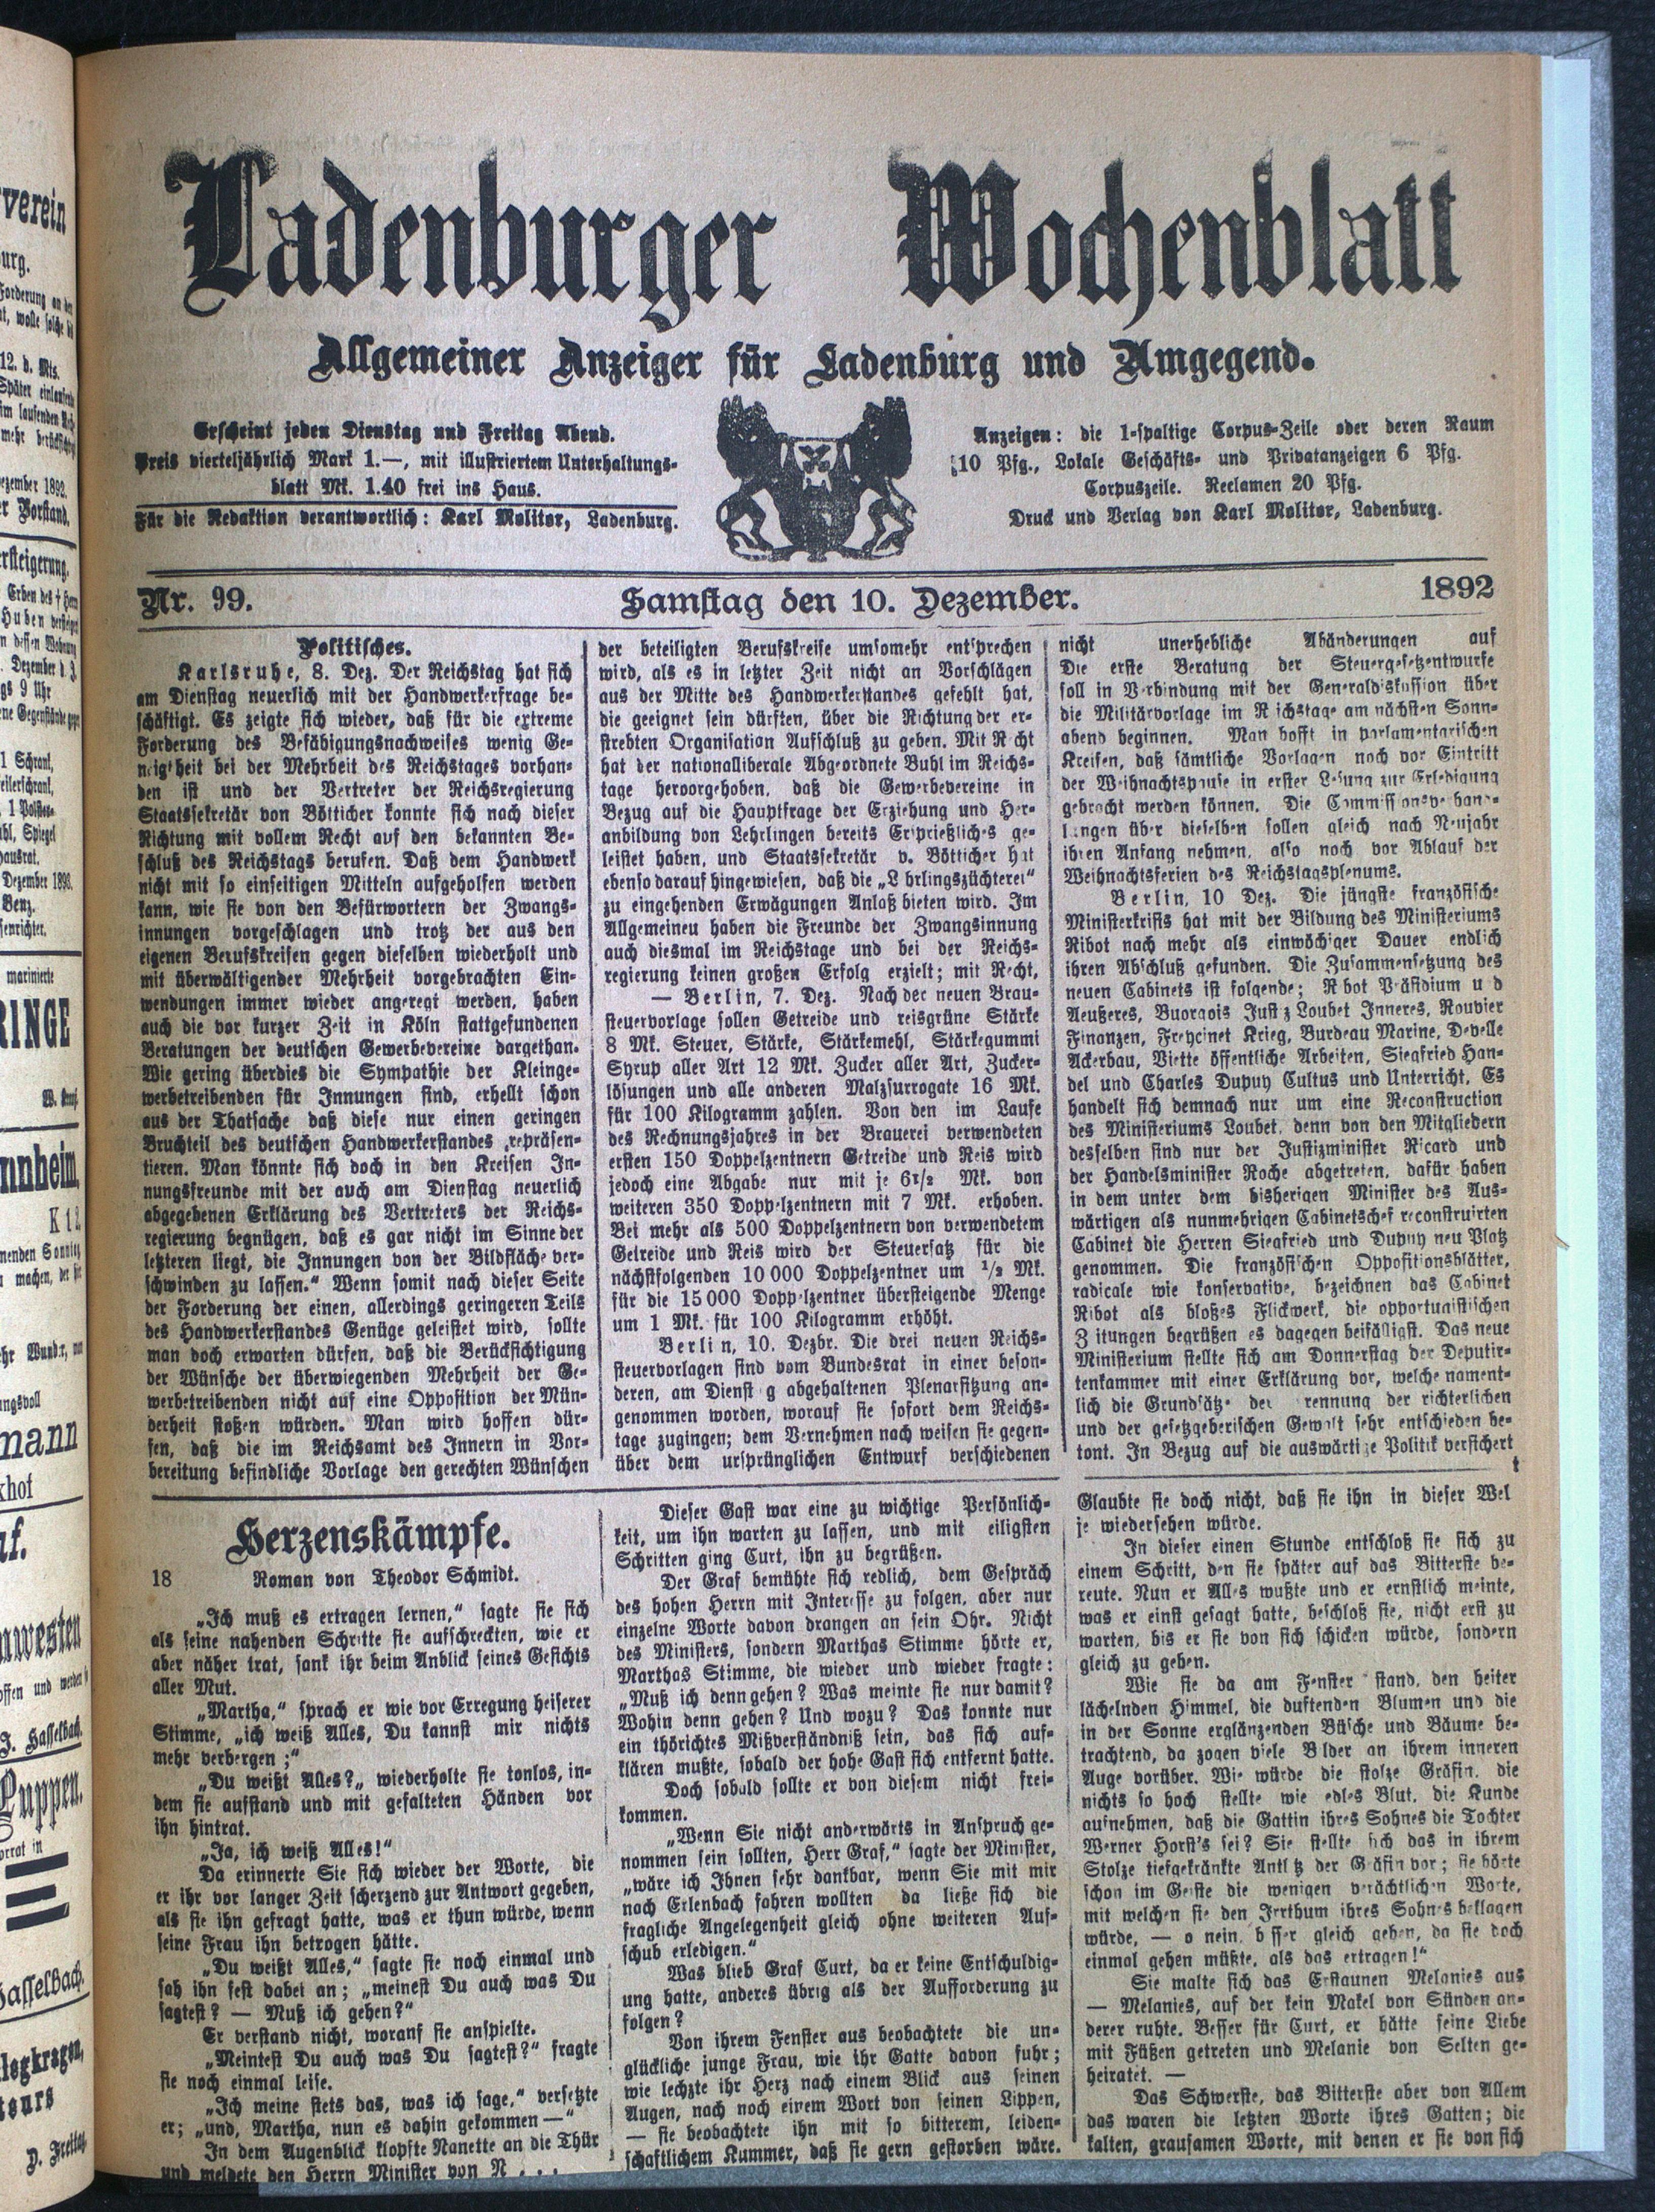 Ladenburger Wochenblatt
Allgemeiner Anzeiger für Ladenburg und Umgegend.
Erscheint jeden Dienstag und Freitag Abend.
Preis vierteljährlich Mark 1.—, mit illustriertem Unterhaltungs-
blatt Mk. 1.40 frei ins Haus.
Für die Redaktion verantwortlich: Karl Molitor, Ladenburg.
Anzeigen: die 1-spaltige Corpus-Zeile oder deren Raum
10 Pfg., Lokale Geschäfts- und Privatanzeigen 6 Pfg.
Corpuszeile. Reclamen 20 Pfg.
Druck und Verlag von Karl Molitor, Ladenburg.
Nr. 99. Samstag den 10. Dezember. 1892
Politisches.
Karlsruhe, 8. Dez. Der Reichstag hat sich
am Dienstag neuerlich mit der Handwerkerfrage be-
schäftigt. Es zeigte sich wieder, daß für die extreme
Forderung des Befäbigungsnachweises wenig Ge-
neigtheit bei der Mehrheit des Reichstages vorhan-
den ist und der Vertreter der Reichsregierung
Staatssekretär von Bötticher konnte sich nach dieser
Richtung mit vollem Recht auf den bekannten Be-
schluß des Reichstags berufen. Daß dem Handwerk
nicht mit so einseitigen Mitteln aufgeholfen werden
kann, wie sie von den Befürwortern der Zwangs-
innungen vorgeschlagen und trotz der aus den
eigenen Berufskreisen gegen dieselben wiederholt und
mit überwältigender Mehrheit vorgebrachten Ein-
wendungen immer wieder angeregt werden, haben
auch die vor kurzer Zeit in Köln stattgefundenen
Beratungen der deutschen Gewerbevereine dargethan.
Wie gering überdies die Sympathie der Kleinge-
werbetreibenden für Innungen sind, erhellt schon
aus der Thatsache daß diese nur einen geringen
Bruchteil des deutschen Handwerkerstandes repräsen-
tieren. Man könnte sich doch in den Kreisen In-
nungsfreunde mit der auch am Dienstag neuerlich
abgegebenen Erklärung des Vertreters der Reichs-
regierung begnügen, daß es gar nicht im Sinne der
letzteren liegt, die Innungen von der Bildfläche ver-
schwinden zu lassen.“ Wenn somit nach dieser Seite
der Forderung der einen, allerdings geringeren Teils
des Handwerkerstandes Genüge geleistet wird, sollte
man doch erwarten dürfen, daß die Berücksichtigung
der Wünsche der überwiegenden Mehrheit der Ge-
werbetreibenden nicht auf eine Opposition der Mün-
derheit stoßen würden. Man wird hoffen dür-
fen, daß die im Reichsamt des Innern in Vor-
bereitung befindliche Vorlage den gerechten Wünschen
der beteiligten Berufskreise umsomehr entsprechen
wird, als es in letzter Zeit nicht an Vorschlägen
aus der Mitte des Handwerkerstandes gefehlt hat,
die geeignet sein dürften, über die Richtung der er-
strebten Organisation Aufschluß zu geben. Mit Recht
hat der nationalliberale Abgeordnete Buhl im Reichs-
tage hervorgehoben, daß die Gewerbevereine in
Bezug auf die Hauptfrage der Erziehung und Her-
anbildung von Lehrlingen bereits Ersprießliches ge-
leistet haben, und Staatssekretär v. Bötticher hat
ebenso darauf hingewiesen, daß die „L hrlingszüchterei“
zu eingehenden Erwägungen Anlaß bieten wird. Im
Allgemeineu haben die Freunde der Zwangsinnung
auch diesmal im Reichstage und bei der Reichs-
regierung keinen großen Erfolg erzielt; mit Recht,
— Berlin, 7. Dez. Nach der neuen Brau-
steuervorlage sollen Getreide und reisgrüne Stärke
8 Mk. Steuer, Stärke, Stärkemehl, Stärkegummi
Syrup aller Art 12 Mk. Zucker aller Art, Zucker-
lösungen und alle anderen Malzsurrogate 16 Mk.
für 100 Kilogramm zahlen. Von den im Laufe
des Rechnungsjahres in der Brauerei verwendeten
ersten 150 Doppelzentnern Getreide und Reis wird
jedoch eine Abgabe nur mit je 6 1/2 Mk. von
weiteren 350 Doppelzentnern mit 7 Mk. erhoben.
Bei mehr als 500 Doppelzentnern von verwendetem
Getreide und Reis wird der Steuersatz für die
nächstfolgenden 10 000 Doppelzentner um 1/2 Mk.
für die 15 000 Doppelzentner übersteigende Menge
um 1 Mk. für 100 Kilogramm erhöht.
Berlin, 10. Dezbr. Die drei neuen Reichs-
steuervorlagen sind vom Bundesrat in einer beson-
deren, am Dienst g abgehaltenen Plenarsitzung an-
genommen worden, worauf sie sofort dem Reichs-
tage zugingen; dem Vernehmen nach weisen sie gegen-
über dem ursprünglichen Entwurf verschiedenen
nicht unerhebliche Abänderungen auf
Die erste Beratung der Steuergesetzentwürfe
soll in Verbindung mit der Generaldiskussion über
die Militärvorlage im Reichstage am nächsten Sonn-
abend beginnen. Man hofft in parlamentarischen
Kreisen, daß sämtliche Vorlagen noch vor Eintritt
der Weihnachtspause in erster Lesung zur Erledigung
gebracht werden können. Die Commissionsverhand-
lungen über dieselben sollen gleich nach Neujahr
ihren Anfang nehmen, also noch vor Ablauf der
Weihnachtsferien des Reichstagsplenums.
Berlin, 10 Dez. Die jüngste französische
Ministerkrisis hat mit der Bildung des Ministeriums
Ribot nach mehr als einwöchiger Dauer endlich
ihren Abschluß gefunden. Die Zusammensetzung des
neuen Cabinets ist folgende; R bot Präsidium u d
Aeußeres, Buorgois Justiz Loubet Inneres, Rouvier
Finanzen, Freycinet Krieg, Burdeau Marine, Develle
Ackerbau, Viette öffentliche Arbeiten, Siegfried Han-
del und Charles Dupuy Cultus und Unterricht. Es
handelt sich demnach nur um eine Reconstruction
des Ministeriums Loubet, denn von den Mitgliedern
desselben sind nur der Justizminister Ricard und
der Handelsminister Roche abgetreten, dafür haben
in dem unter dem bisherigen Minister des Aus-
wärtigen als nunmehrigen Cabinetschef reconstruirten
Cabinet die Herren Siegfried und Dupuy neu Platz
genommen. Die französischen Oppositionsblätter,
radicale wie konservative, bezeichnen das Cabinet
Ribot als bloßes Flickwerk, die opportunistischen
Z itungen begrüßen es dagegen beifälligst. Das neue
Ministerium stellte sich am Donnerstag der Deputir-
tenkammer mit einer Erklärung vor, welche nament-
lich die Grundsätze der rennung der richterlichen
und der gesetzgeberischen Gewalt sehr entschieden be-
tont. In Bezug auf die auswärtige Politik versichert
Herzenskämpfe.
18 Roman von Theodor Schmidt.
„Ich muß es ertragen lernen,“ sagte sie sich
als seine nahenden Schritte sie aufschreckten, wie er
aber näher trat, sank ihr beim Anblick seines Gesichts
aller Mut.
„Martha,“ sprach er wie vor Erregung heiserer
Stimme, „ich weiß Alles, Du kannst mir nichts
mehr verbergen;“
„Du weißt Alles?„ wiederholte sie tonlos, in-
dem sie aufstand und mit gefalteten Händen vor
ihn hintrat.
„Ja, ich weiß Alles!“
Da erinnerte Sie sich wieder der Worte, die
er ihr vor langer Zeit scherzend zur Antwort gegeben,
als sie ihn gefragt hatte, was er thun würde, wenn
seine Frau ihn betrogen hätte.
„Du weißt Alles,“ sagte sie noch einmal und
sah ihn fest dabei an; „meinest Du auch was Du
sagtest? — Muß ich gehen?“
Er verstand nicht, worauf sie anspielte.
„Meintest Du auch was Du sagtest?“ fragte
sie noch einmal leise.
„Ich meine stets das, was ich sage,“ versetzte
er; „und, Martha, nun es dahin gekommen —“
In dem Augenblick klopfte Nanette an die Thür
und meldete den Herrn Minister von N . . .
Dieser Gast war eine zu wichtige Persönlich-
keit, um ihn warten zu lassen, und mit eiligsten
Schritten ging Curt, ihn zu begrüßen.
Der Graf bemühte sich redlich, dem Gespräch
des hohen Herrn mit Interesse zu folgen, aber nur
einzelne Worte davon drangen an sein Ohr. Nicht
des Ministers, sondern Marthas Stimme hörte er,
Marthas Stimme, die wieder und wieder fragte:
„Muß ich denn gehen? Was meinte sie nur damit?
Wohin denn gehen? Und wozu? Das konnte nur
ein thörichtes Mißverständniß sein, das sich auf-
klären mußte, sobald der hohe Gast sich entfernt hatte.
Doch sobald sollte er von diesem nicht frei-
kommen.
„Wenn Sie nicht anderwärts in Anspruch ge-
nommen sein sollten, Herr Graf,“ sagte der Minister,
„wäre ich Ihnen sehr dankbar, wenn Sie mit mir
nach Erlenbach fahren wollten da ließe sich die
fragliche Angelegenheit gleich ohne weiteren Auf-
schub erledigen.“
Was blieb Graf Curt, da er keine Entschuldig-
ung hatte, anderes übrig als der Aufforderung zu
folgen?
Von ihrem Fenster aus beobachtete die un-
glückliche junge Frau, wie ihr Gatte davon fuhr;
wie lechzte ihr Herz nach einem Blick aus seinen
Augen, nach noch einem Wort von seinen Lippen,
— sie beobachtete ihn mit so bitterem, leiden-
schaftlichem Kummer, daß sie gern gestorben wäre.
Glaubte sie doch nicht, daß sie ihn in dieser Wel t
je wiedersehen würde.
In dieser einen Stunde entschloß sie sich zu
einem Schritt, den sie später auf das Bitterste be-
reute. Nun er Alles wußte und er ernstlich meinte,
was er einst gesagt hatte, beschloß sie, nicht erst zu
warten, bis er sie von sich schicken würde, sondern
gleich zu gehen.
Wie sie da am Fenster stand, den heiter
lächelnden Himmel, die duftenden Blumen und die
in der Sonne erglänzenden Büsche und Bäume be-
trachtend, da zogen viele B lder an ihrem inneren
Auge vorüber. Wie würde die stolze Gräfin, die
nichts so hoch stellte wie edles Blut, die Kunde
aufnehmen, daß die Gattin ihres Sohnes die Tochter
Werner Horst's sei? Sie stellte sich das in ihrem
Stolze tiefgekränkte Antlitz der Gräfin vor; sie hörte
schon im Geiste die wenigen verächtlichen Worte,
mit welchen sie den Irrthum ihres Sohnes beklagen
würde, — o nein, b sser gleich gehen, da sie doch
einmal gehen müßte, als das ertragen!“
Sie malte sich das Erstaunen Melanies aus
— Melanies, auf der kein Makel von Sünden an-
derer ruhte. Besser für Curt, er hätte seine Liebe
mit Füßen getreten und Melanie von Selten ge-
heiratet. —
Das Schwerste, das Bitterste aber von Allem
das waren die letzten Worte ihres Gatten; die
kalten, grausamen Worte, mit denen er sie von sich